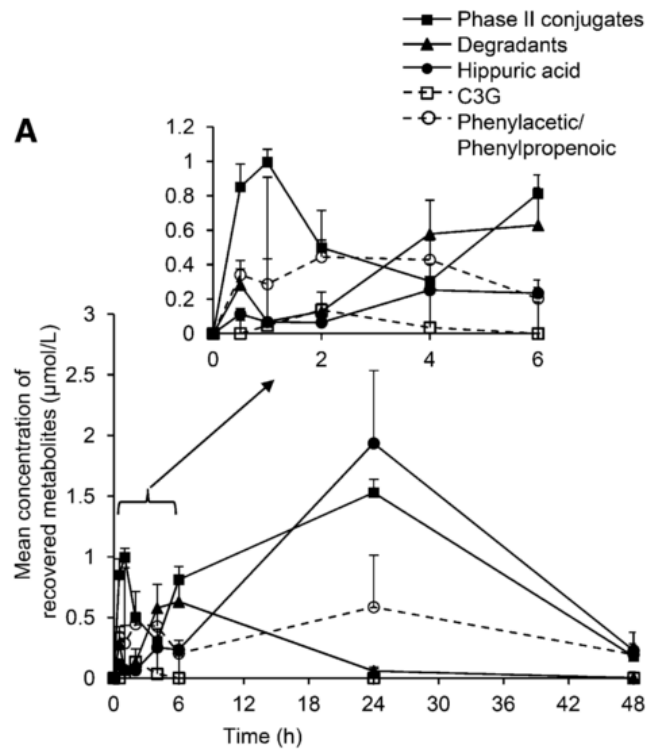 Phase II conjugates
Degradants
Hippuric acid
C3G
Phenylacetic/
Phenylpropenoic
A
1.2
1
0.8
0.6
0.4
0.2
0
0 2 4 6
3
2.5
2
1.5
1
0.5
0
0 6 12 18 24 30 36 42 48
Mean concentration of
recovered metabolites (µmol/L)
Time (h)